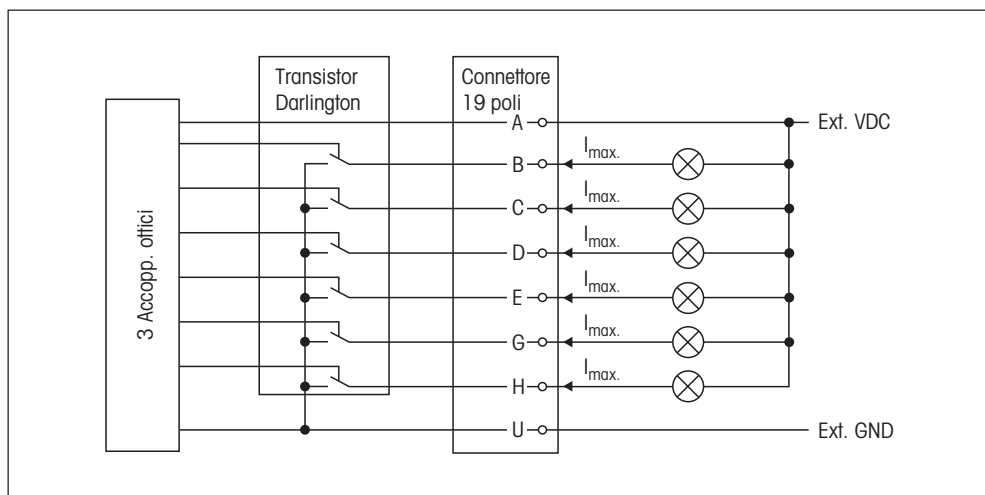 Transistor
Darlington
Connettore
19 poli
3 Accopp. ottici
A
Ext. VDC
B
Imax.
C
Imax.
D
Imax.
E
Imax.
G
Imax.
H
Imax.
U
Ext. GND